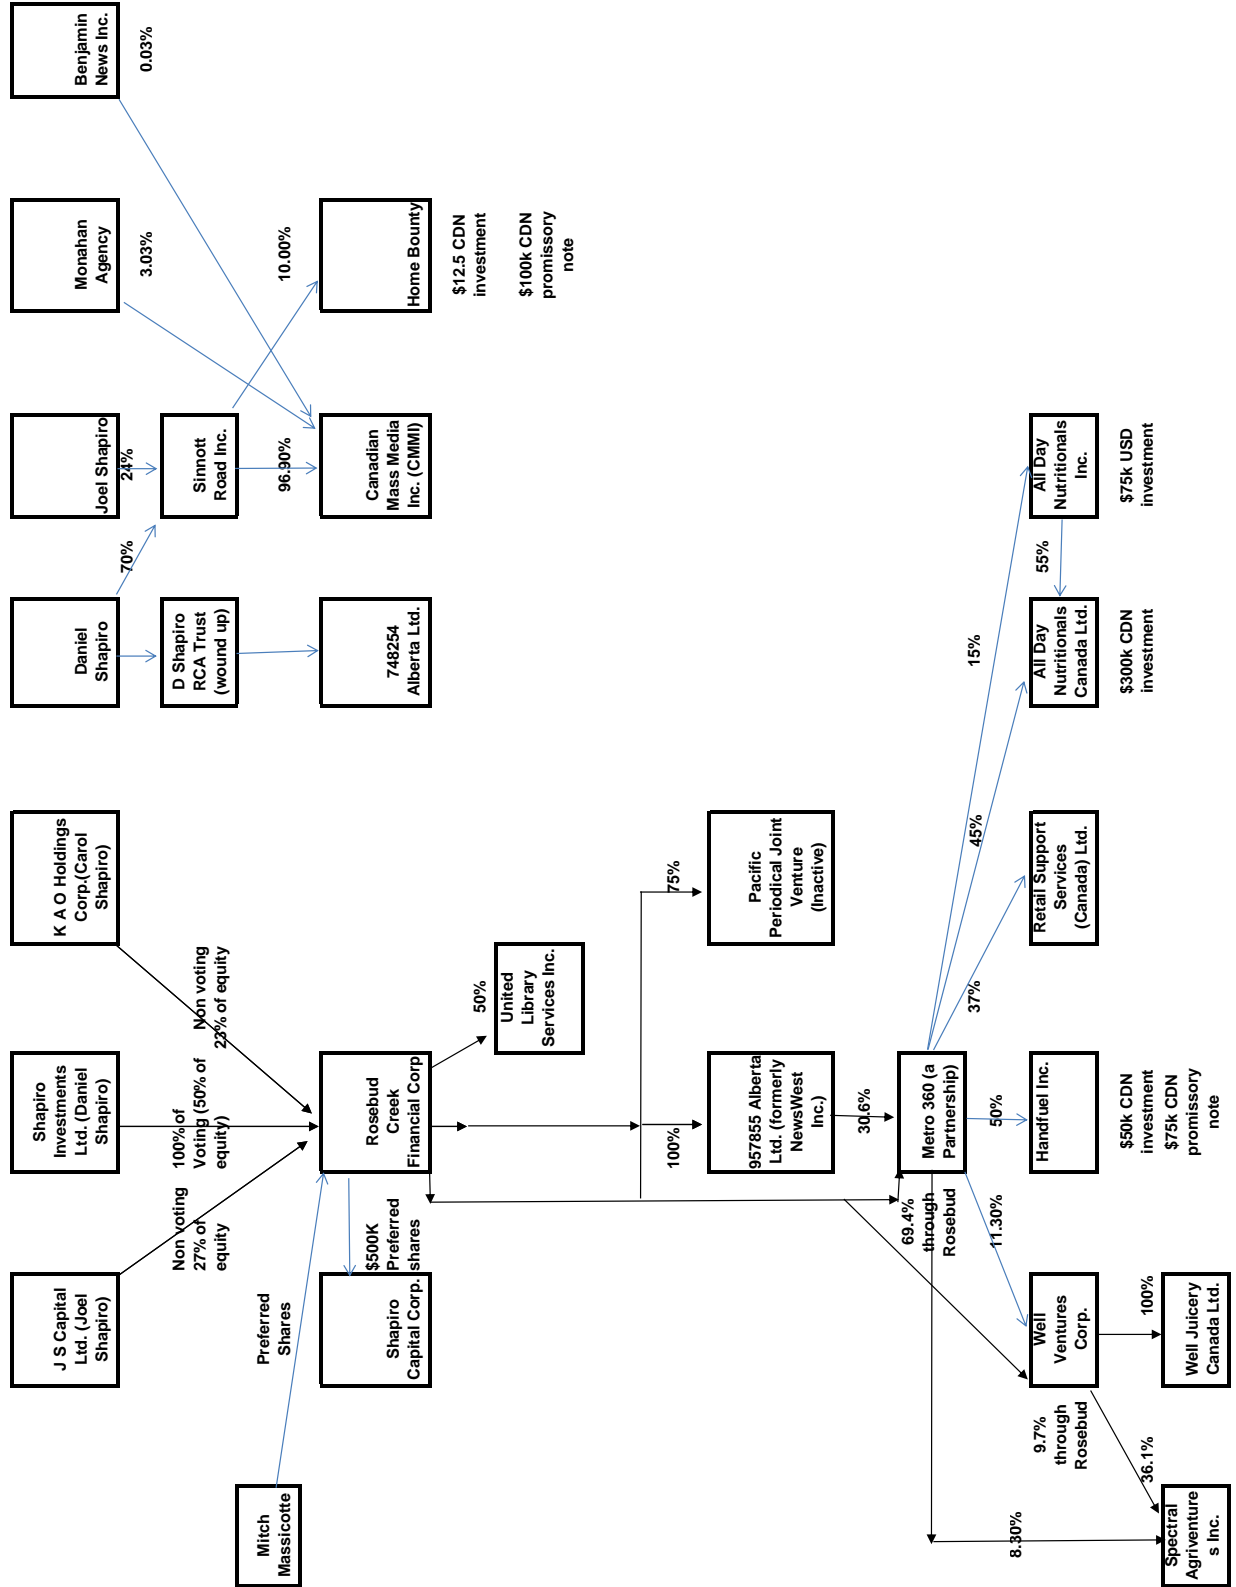 Mitch
Massicotte
J S Capital
Ltd. (Joel
Shapiro)
Shapiro
Investments
Ltd. (Daniel
Shapiro)
K A O Holdings
Corp.(Carol
Shapiro)
Daniel
Shapiro
Joel Shapiro
Monahan
Agency
Benjamin
News Inc.
Non voting
27% of
equity
100% of
Voting (50% of
equity)
Non voting
23% of equity
70%
24%
3.03%
0.03%
D Shapiro
RCA Trust
(wound up)
Sinnott
Road Inc.
Preferred
Shares
96.90%
10.00%
Shapiro
Capital Corp.
$500K
Preferred
shares
Rosebud
Creek
Financial Corp
748254
Alberta Ltd.
Canadian
Mass Media
Inc. (CMMI)
Home Bounty
$12.5 CDN
investment
$100k CDN
promissory
note
50%
United
Library
Services Inc.
100%
75%
957855 Alberta
Ltd. (formerly
NewsWest
Inc.)
Pacific
Periodical Joint
Venture
(Inactive)
30.6%
69.4%
through
Rosebud
Metro 360 (a
Partnership)
11.30%
50%
37%
45%
15%
9.7%
through
Rosebud
Well
Ventures
Corp.
Handfuel Inc.
Retail Support
Services
(Canada) Ltd.
All Day
Nutritionals
Canada Ltd.
55%
All Day
Nutritionals
Inc.
$50k CDN
investment
$75k CDN
promissory
note
$300k CDN
investment
$75k USD
investment
8.30%
36.1%
100%
Spectral
Agriventure
s Inc.
Well Juicery
Canada Ltd.